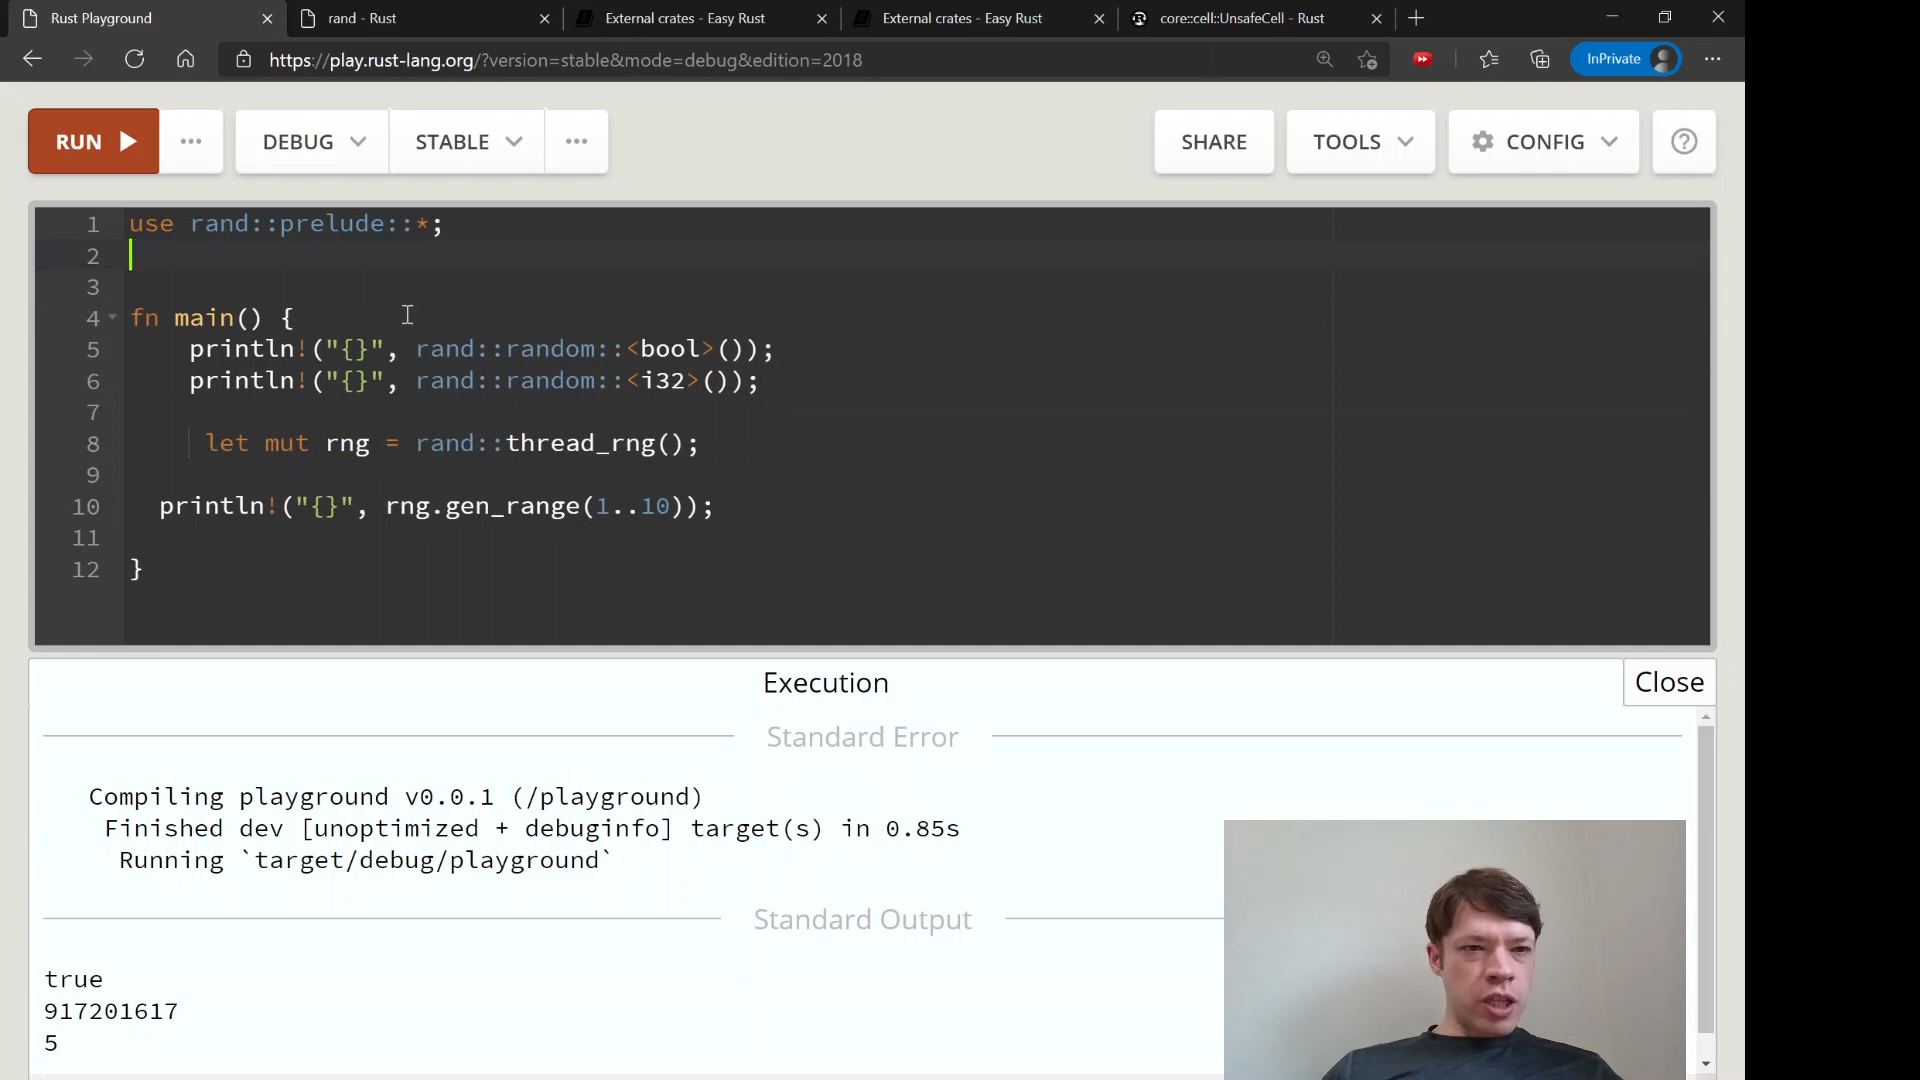 Rust Playground
rand - Rust
External crates - Easy Rust
External crates - Easy Rust
core::cell::UnsafeCell - Rust
https://play.rust-lang.org/?version=stable&mode=debug&edition=2018
InPrivate
RUN
DEBUG
STABLE
SHARE
TOOLS
CONFIG
1 use rand::prelude::*;
2
3
4 fn main() {
5 println!("{}", rand::random::<bool>());
6 println!("{}", rand::random::<i32>());
7
8 let mut rng = rand::thread_rng();
9
10 println!("{}", rng.gen_range(1..10));
11
12 }
Execution
Close
Standard Error
Compiling playground v0.0.1 (/playground)
Finished dev [unoptimized + debuginfo] target(s) in 0.85s
Running `target/debug/playground`
Standard Output
true
917201617
5